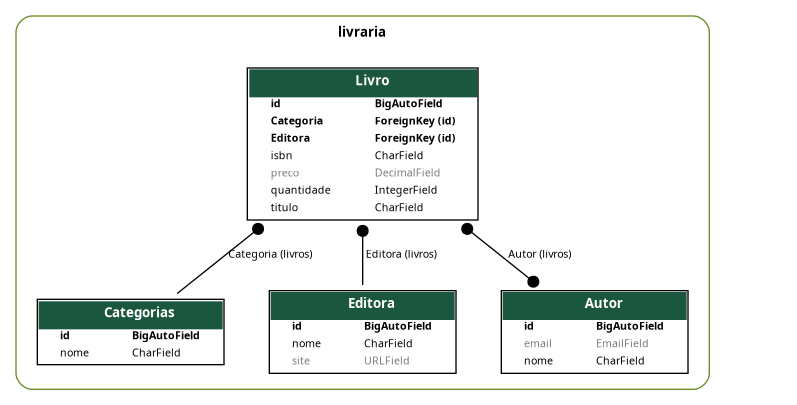 livraria
Livro
id BigAutoField
Categoria ForeignKey (id)
Editora ForeignKey (id)
isbn CharField
preco DecimalField
quantidade IntegerField
titulo CharField
Categoria (livros) Editora (livros) Autor (livros)
Categorias
id BigAutoField
nome CharField
Editora
id BigAutoField
nome CharField
site URLField
Autor
id BigAutoField
email EmailField
nome CharField